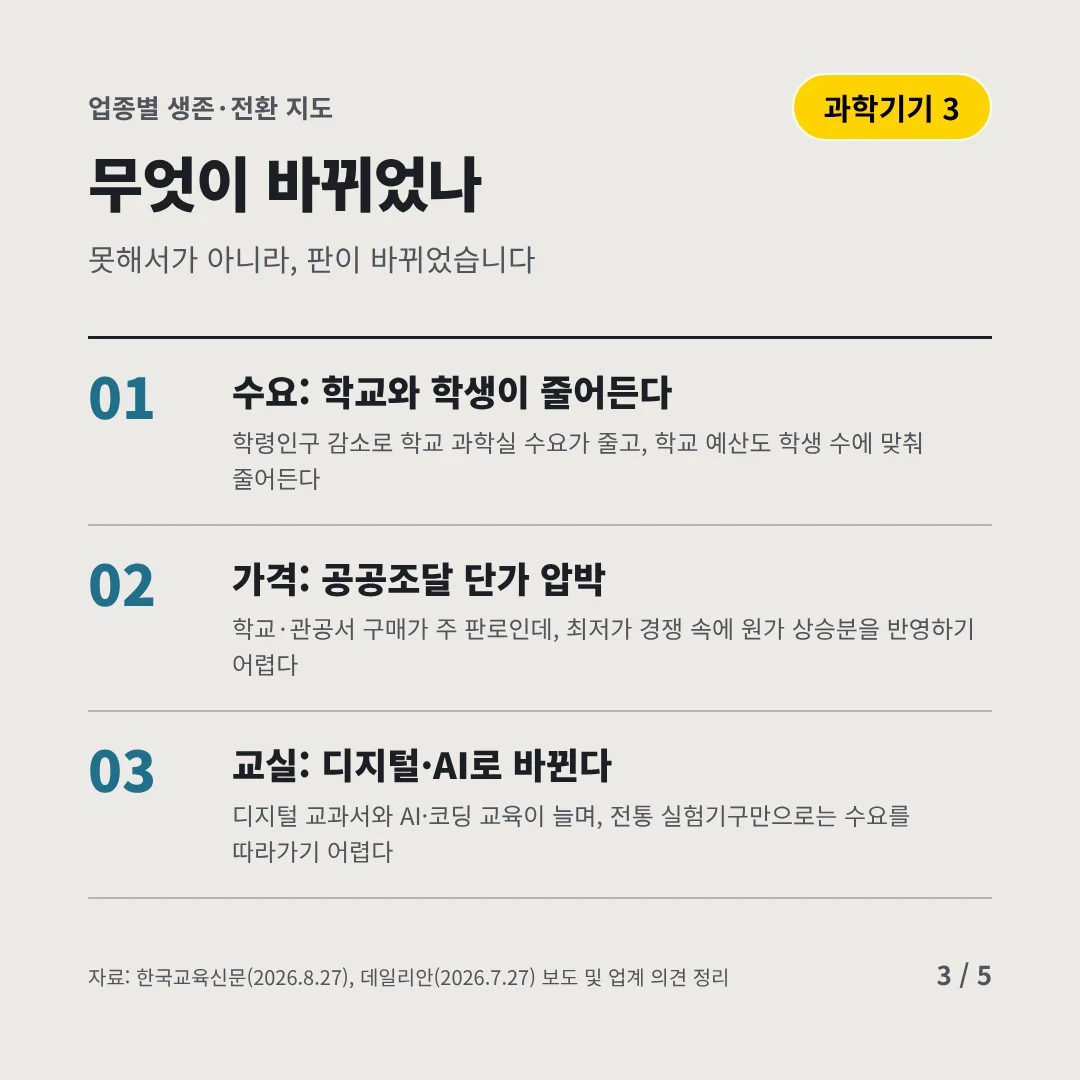 업종별 생존·전환 지도
과학기기 3
무엇이 바뀌었나
못해서가 아니라, 판이 바뀌었습니다
01
수요: 학교와 학생이 줄어든다
학령인구 감소로 학교 과학실 수요가 줄고, 학교 예산도 학생 수에 맞춰
줄어든다
02
가격: 공공조달 단가 압박
학교·관공서 구매가 주 판로인데, 최저가 경쟁 속에 원가 상승분을 반영하기
어렵다
03
교실: 디지털·AI로 바뀐다
디지털 교과서와 AI·코딩 교육이 늘며, 전통 실험기구만으로는 수요를
따라가기 어렵다
자료: 한국교육신문(2026.8.27), 데일리안(2026.7.27) 보도 및 업계 의견 정리
3 / 5